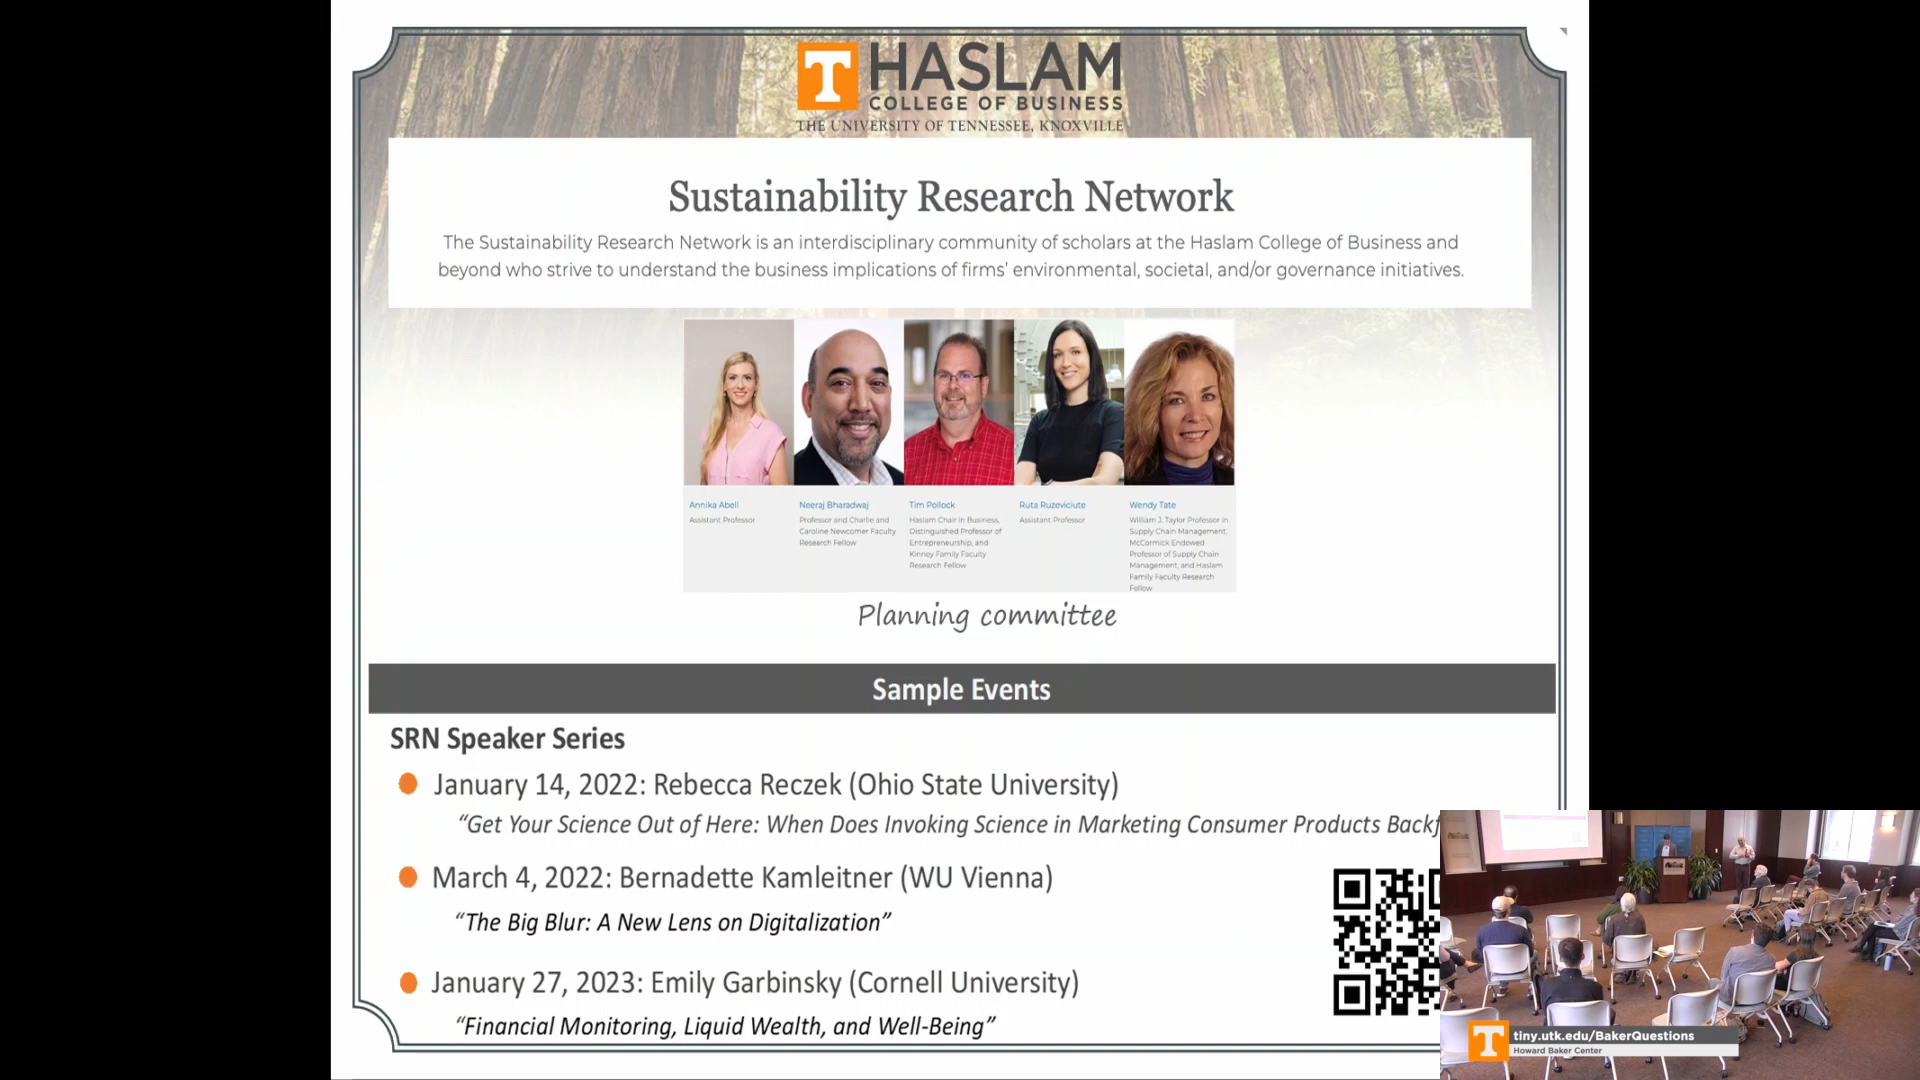 HASLAM
COLLEGE OF BUSINESS
THE UNIVERSITY OF TENNESSEE, KNOXVILLE
Sustainability Research Network
The Sustainability Research Network is an interdisciplinary community of scholars at the Haslam College of Business and
beyond who strive to understand the business implications of firms' environmental, societal, and/or governance initiatives.
Annika Abell
Assistant Professor
Neeraj Bharadwaj
Professor and Charlie and
Caroline Newcomer Faculty
Research Fellow
Tim Pollock
Haslam Chair in Business,
Distinguished Professor of
Entrepreneurship, and
Kinney Family Faculty
Research Fellow
Ruta Ruzeviciute
Assistant Professor
Wendy Tate
William J. Taylor Professor in
Supply Chain Management,
McCormick Endowed
Professor of Supply Chain
Management, and Haslam
Family Faculty Research
Fellow
Planning committee
Sample Events
SRN Speaker Series
January 14, 2022: Rebecca Reczek (Ohio State University)
“Get Your Science Out of Here: When Does Invoking Science in Marketing Consumer Products Backf
March 4, 2022: Bernadette Kamleitner (WU Vienna)
“The Big Blur: A New Lens on Digitalization”
January 27, 2023: Emily Garbinsky (Cornell University)
“Financial Monitoring, Liquid Wealth, and Well-Being”
T
tiny.utk.edu/BakerQuestions
Howard Baker Center